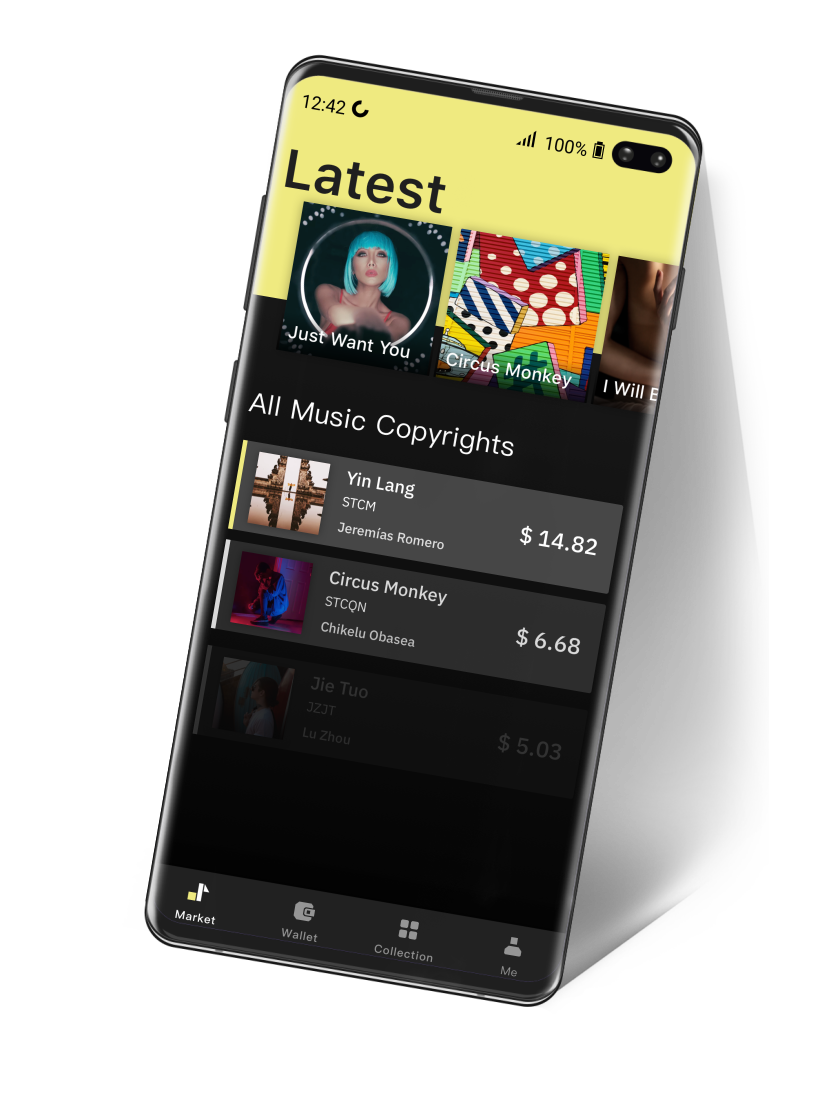 12:42
100%
Latest
Just Want You
Circus Monkey
I Will E
All Music Copyrights
Yin Lang
STCM
Jeremías Romero
$ 14.82
Circus Monkey
STCQN
Chikelu Obasea
$ 6.68
Jie Tuo
JZJT
Lu Zhou
$ 5.03
Market
Wallet
Collection
Me